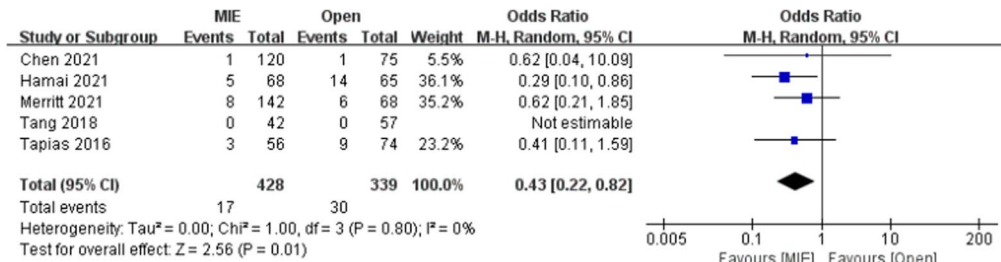 MIE Open Odds Ratio Odds Ratio
Study or Subgroup Events Total Events Total Weight M-H, Random, 95% CI M-H, Random, 95% CI
Chen 2021 1 120 1 75 5.5% 0.62 [0.04, 10.09]
Hamai 2021 5 68 14 65 36.1% 0.29 [0.10, 0.86]
Merritt 2021 8 142 6 68 35.2% 0.62 [0.21, 1.85]
Tang 2018 0 42 0 57 Not estimable
Tapias 2016 3 56 9 74 23.2% 0.41 [0.11, 1.59]
Total (95% CI) 428 339 100.0% 0.43 [0.22, 0.82]
Total events 17 30
Heterogeneity: Tau² = 0.00; Chi² = 1.00, df = 3 (P = 0.80); I² = 0%
Test for overall effect: Z = 2.56 (P = 0.01)
0.005 0.1 1 10 200
Favours [MIE] Favours [Open]